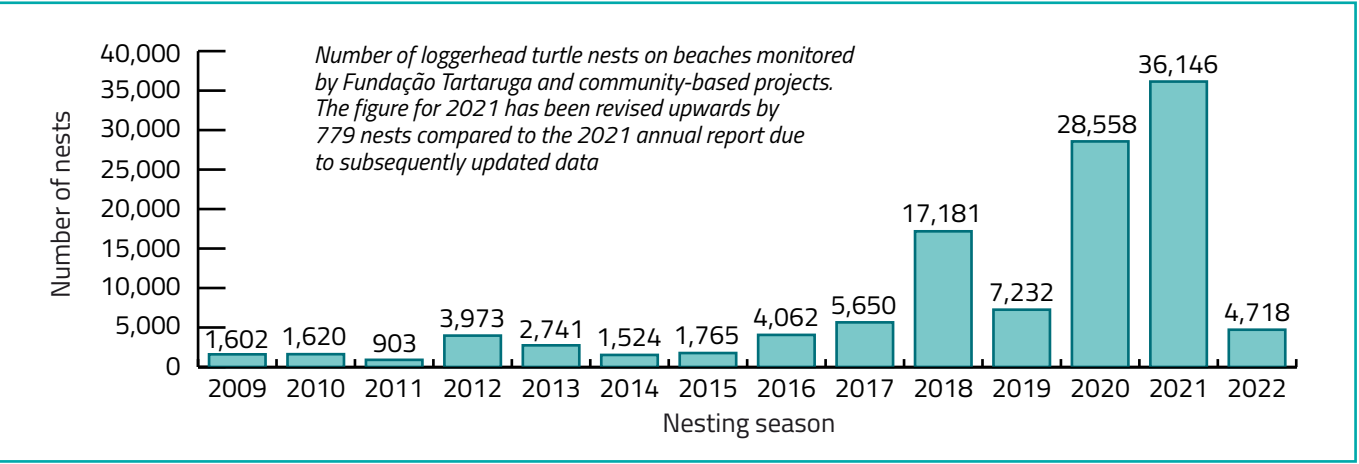 Number of loggerhead turtle nests on beaches monitored
by Fundação Tartaruga and community-based projects.
The figure for 2021 has been revised upwards by
779 nests compared to the 2021 annual report due
to subsequently updated data
Number of nests
40,000
35,000
30,000
25,000
20,000
15,000
10,000
5,000
0
1,602
1,620
903
3,973
2,741
1,524
1,765
4,062
5,650
17,181
7,232
28,558
36,146
4,718
2009 2010 2011 2012 2013 2014 2015 2016 2017 2018 2019 2020 2021 2022
Nesting season